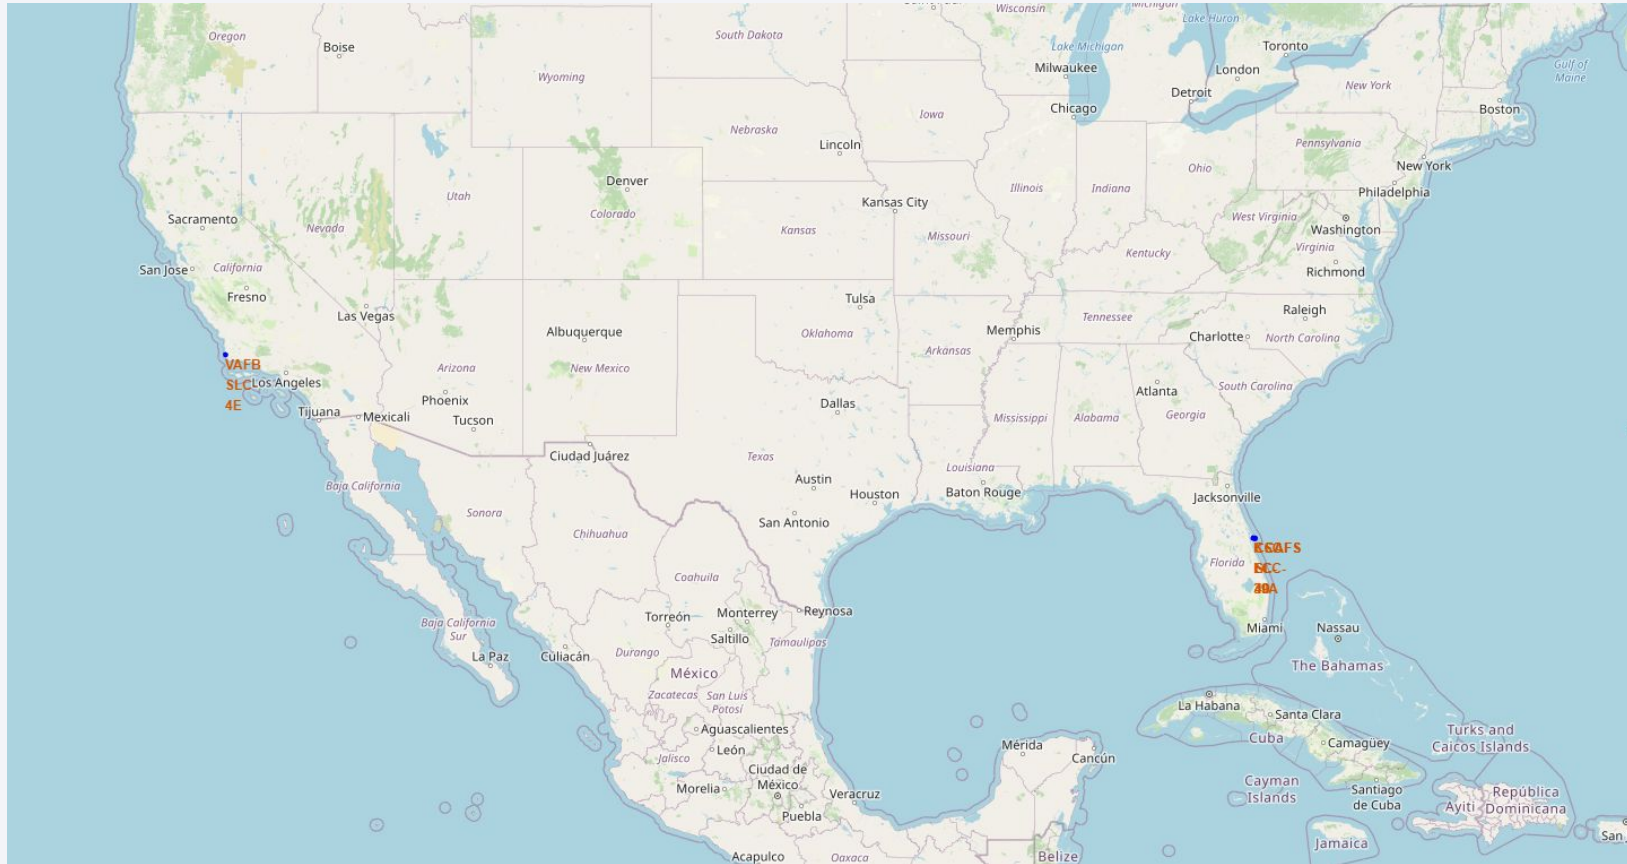 Wisconsin
Michigan
Lake Huron
Oregon
Boise
South Dakota
Lake Michigan
Toronto
Milwaukee
London
Gulf of
Maine
Wyoming
Detroit
New York
Chicago
Boston
Iowa
Nebraska
Lincoln
Pennsylvania
New York
Ohio
Utah
Denver
Illinois
Indiana
Philadelphia
Kansas City
Colorado
Sacramento
Nevada
Kansas
Missouri
West Virginia
Washington
Virginia
Kentucky
San Jose
California
Richmond
Fresno
Tulsa
Las Vegas
Raleigh
Tennessee
Albuquerque
Oklahoma
Memphis
Charlotte
North Carolina
Arkansas
VAFB
SLC-
4E
Los Angeles
Arizona
New Mexico
South Carolina
Atlanta
Phoenix
Dallas
Tijuana
Mexicali
Tucson
Mississippi
Alabama
Georgia
Ciudad Juárez
Texas
Louisiana
Baja California
Austin
Houston
Baton Rouge
Jacksonville
Sonora
San Antonio
Chihuahua
Florida
Coahuila
Torreón
Monterrey
Reynosa
Miami
Nassau
Baja California
Sur
Saltillo
Tamaulipas
La Paz
Culiacán
Durango
The Bahamas
México
Zacatecas
San Luis
Potosí
La Habana
Santa Clara
Aguascalientes
Cuba
Camagüey
Turks and
Caicos Islands
León
Mérida
Cancún
Jalisco
Ciudad de
México
Cayman
Islands
Morelia
Veracruz
Santiago
de Cuba
República
Dominicana
Ayiti
Puebla
San
Jamaica
Acapulco
Oaxaca
Belize